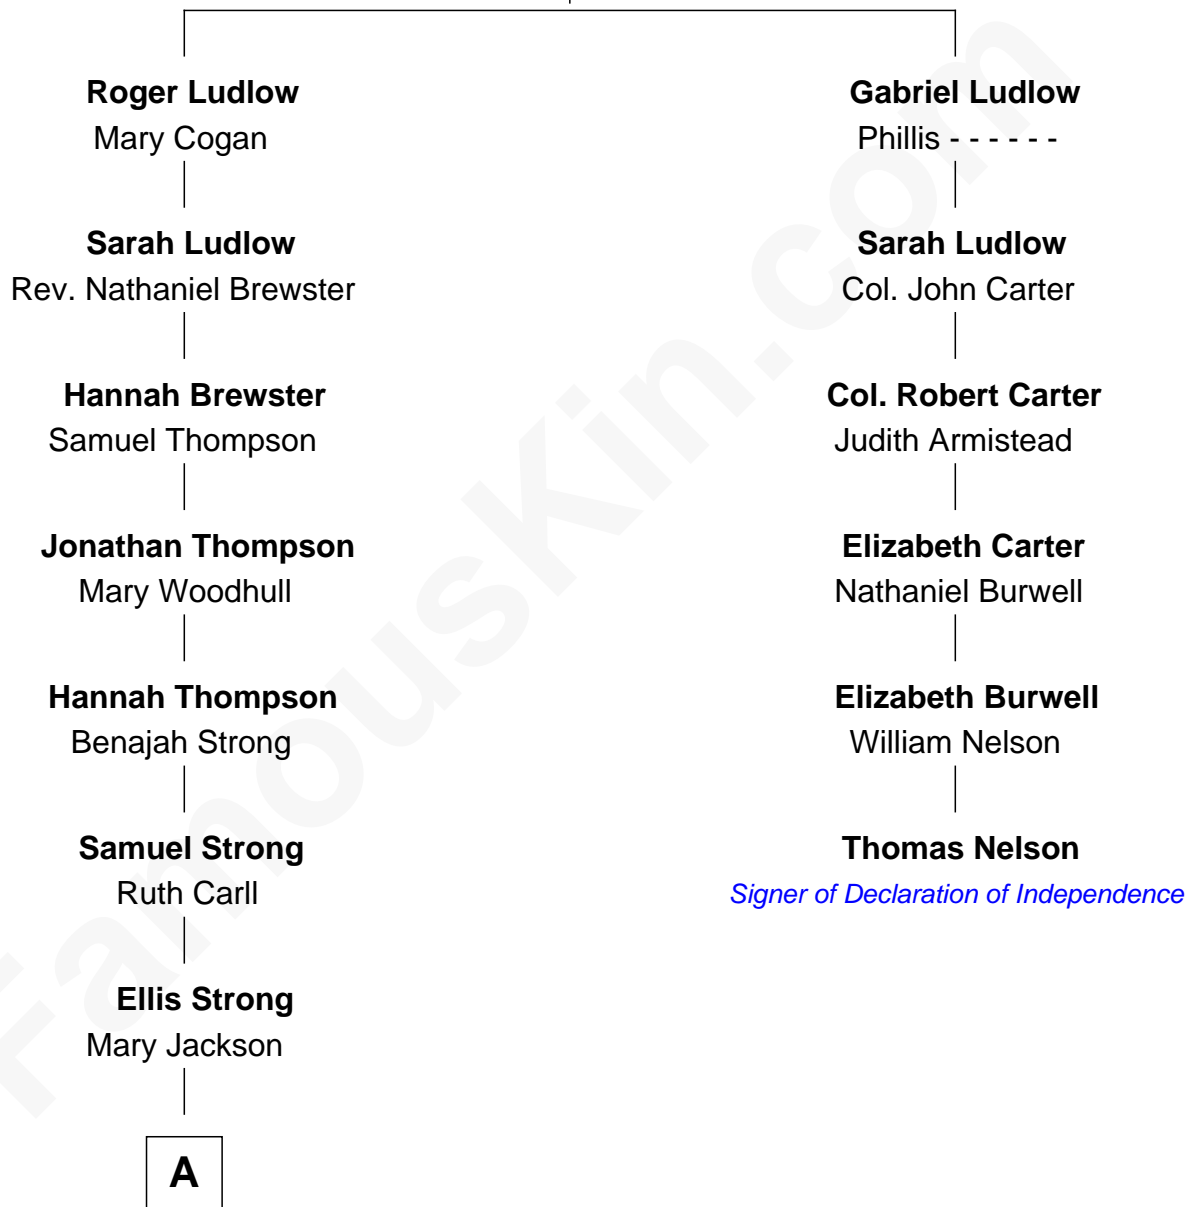 Roger Ludlow
Mary Cogan
Sarah Ludlow
Rev. Nathaniel Brewster
Hannah Brewster
Samuel Thompson
Jonathan Thompson
Mary Woodhull
Hannah Thompson
Benajah Strong
Samuel Strong
Ruth Carll
Ellis Strong
Mary Jackson
A
Gabriel Ludlow
Phillis - - - - - -
Sarah Ludlow
Col. John Carter
Col. Robert Carter
Judith Armistead
Elizabeth Carter
Nathaniel Burwell
Elizabeth Burwell
William Nelson
Thomas Nelson
Signer of Declaration of Independence
FamousKin.com